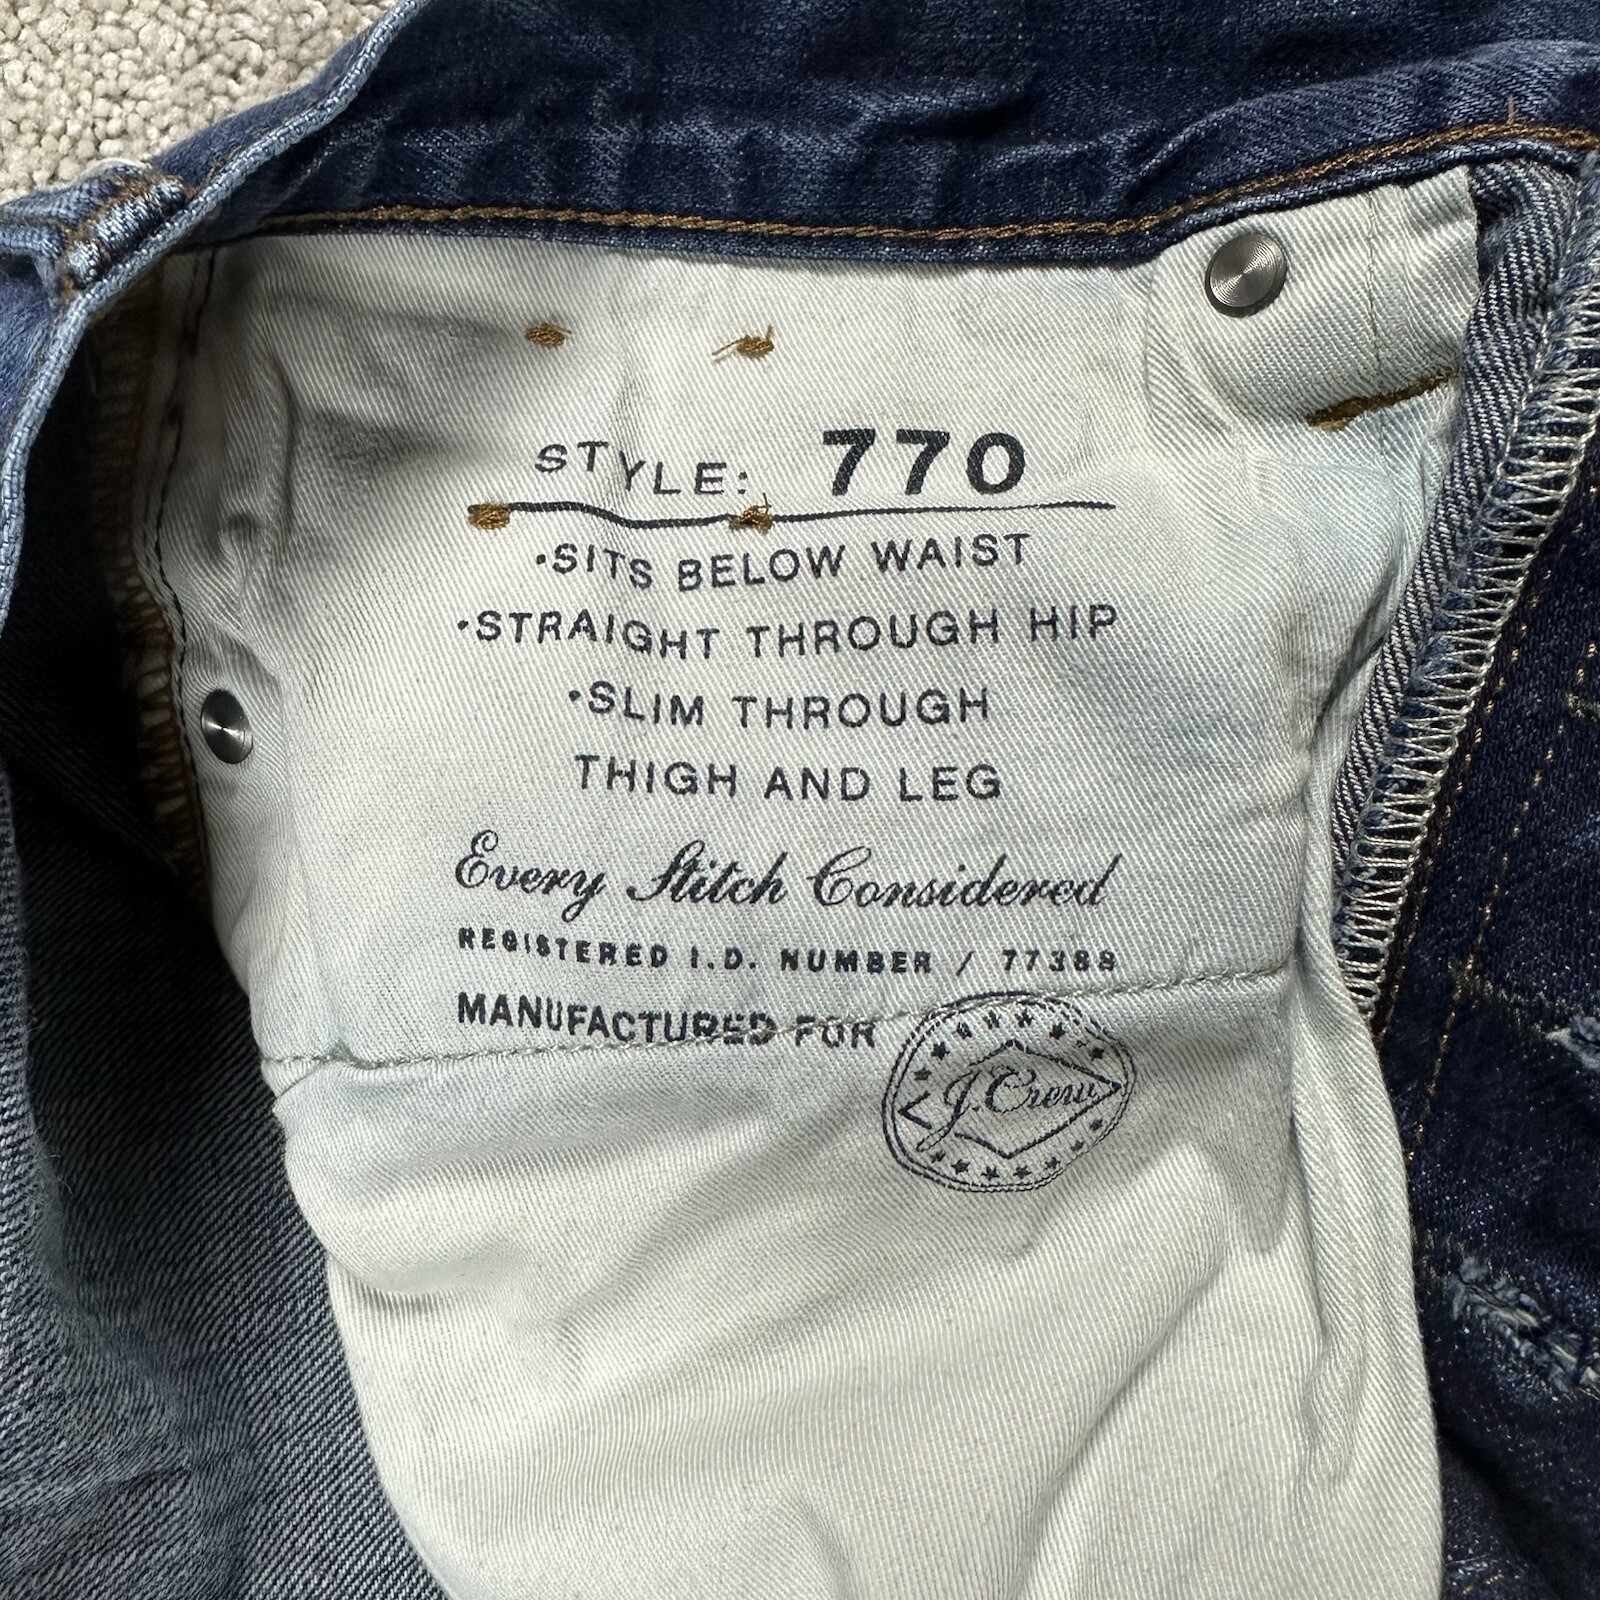 STYLE: 770
•SITS BELOW WAIST
•STRAIGHT THROUGH HIP
•SLIM THROUGH
THIGH AND LEG
Every Stitch Considered
REGISTERED I.D. NUMBER / 77388
MANUFACTURED FOR
J.Crew